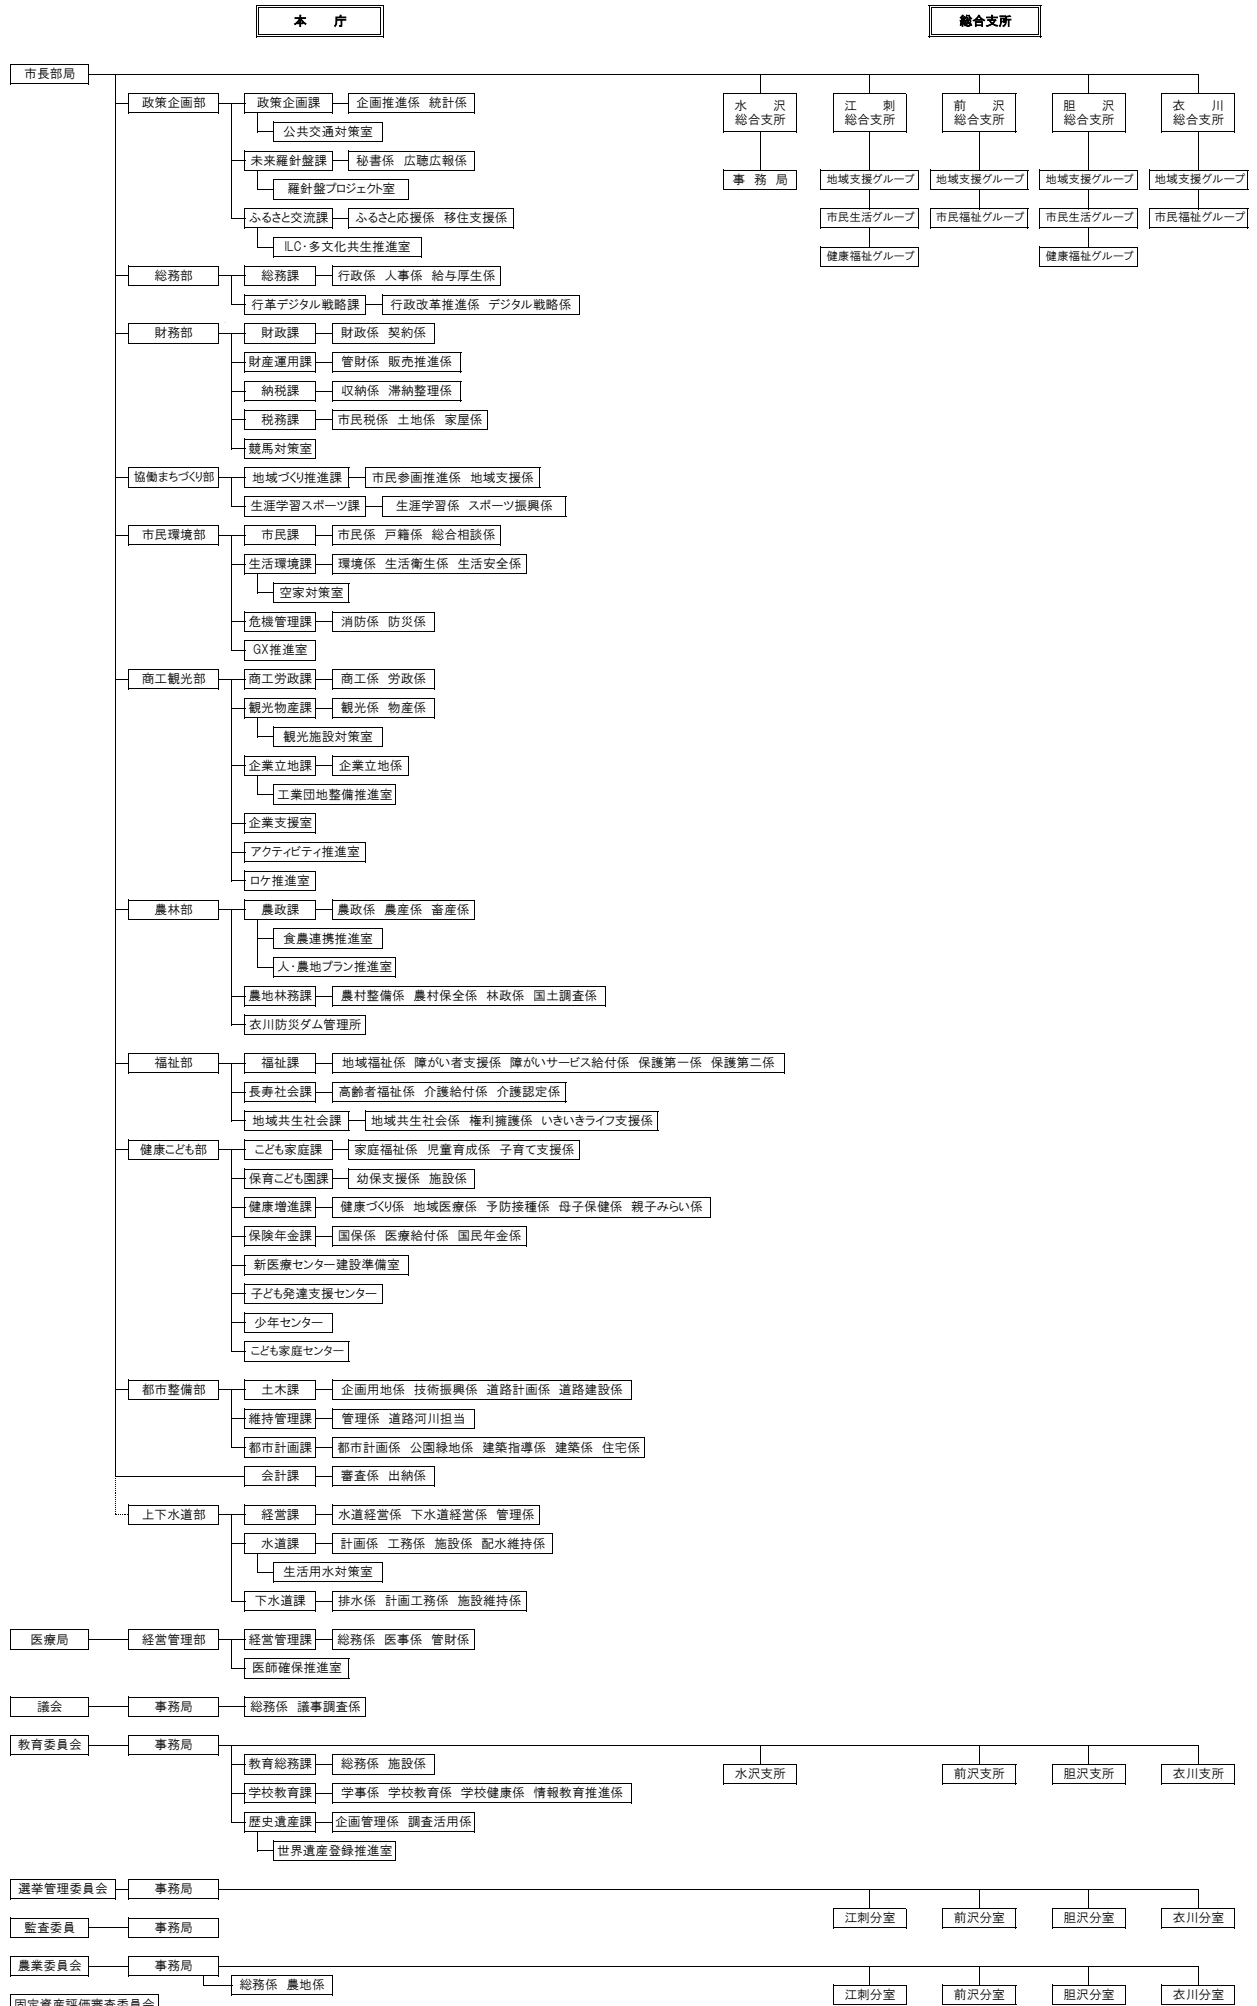 本　庁
総合支所
市長部局
政策企画部 政策企画課 企画推進係 統計係
水　沢 江　刺 前　沢 胆　沢 衣　川
総合支所 総合支所 総合支所 総合支所 総合支所
公共交通対策室
未来羅針盤課 秘書係 広聴広報係
事務局 地域支援グループ 地域支援グループ 地域支援グループ 地域支援グループ
羅針盤プロジェクト室
ふるさと交流課 ふるさと応援係 移住支援係
市民生活グループ 市民福祉グループ 市民生活グループ 市民福祉グループ
ILC・多文化共生推進室
健康福祉グループ 健康福祉グループ
総務部 総務課 行政係 人事係 給与厚生係
行革デジタル戦略課 行政改革推進係 デジタル戦略係
財務部 財政課 財政係 契約係
財産運用課 管財係 販売推進係
納税課 収納係 滞納整理係
税務課 市民税係 土地係 家屋係
競馬対策室
協働まちづくり部 地域づくり推進課 市民参画推進係 地域支援係
生涯学習スポーツ課 生涯学習係 スポーツ振興係
市民環境部 市民課 市民係 戸籍係 総合相談係
生活環境課 環境係 生活衛生係 生活安全係
空家対策室
危機管理課 消防係 防災係
GX推進室
商工観光部 商工労政課 商工係 労政係
観光物産課 観光係 物産係
観光施設対策室
企業立地課 企業立地係
工業団地整備推進室
企業支援室
アクティビティ推進室
ロケ推進室
農林部 農政課 農政係 農産係 畜産係
食農連携推進室
人・農地プラン推進室
農地林務課 農村整備係 農村保全係 林政係 国土調査係
衣川防災ダム管理所
福祉部 福祉課 地域福祉係 障がい者支援係 障がいサービス給付係 保護第一係 保護第二係
長寿社会課 高齢者福祉係 介護給付係 介護認定係
地域共生社会課 地域共生社会係 権利擁護係 いきいきライフ支援係
健康こども部 こども家庭課 家庭福祉係 児童育成係 子育て支援係
保育こども園課 幼保支援係 施設係
健康増進課 健康づくり係 地域医療係 予防接種係 母子保健係 親子みらい係
保険年金課 国保係 医療給付係 国民年金係
新医療センター建設準備室
子ども発達支援センター
少年センター
こども家庭センター
都市整備部 土木課 企画用地係 技術振興係 道路計画係 道路建設係
維持管理課 管理係 道路河川担当
都市計画課 都市計画係 公園緑地係 建築指導係 建築係 住宅係
会計課 審査係 出納係
上下水道部 経営課 水道経営係 下水道経営係 管理係
水道課 計画係 工務係 施設係 配水維持係
生活用水対策室
下水道課 排水係 計画工務係 施設維持係
医療局 経営管理部 経営管理課 総務係 医事係 管財係
医師確保推進室
議会 事務局 総務係 議事調査係
教育委員会 事務局
教育総務課 総務係 施設係
水沢支所 前沢支所 胆沢支所 衣川支所
学校教育課 学事係 学校教育係 学校健康係 情報教育推進係
歴史遺産課 企画管理係 調査活用係
世界遺産登録推進室
選挙管理委員会 事務局
江刺分室 前沢分室 胆沢分室 衣川分室
監査委員 事務局
農業委員会 事務局
総務係 農地係
江刺分室 前沢分室 胆沢分室 衣川分室
固定資産評価審査委員会